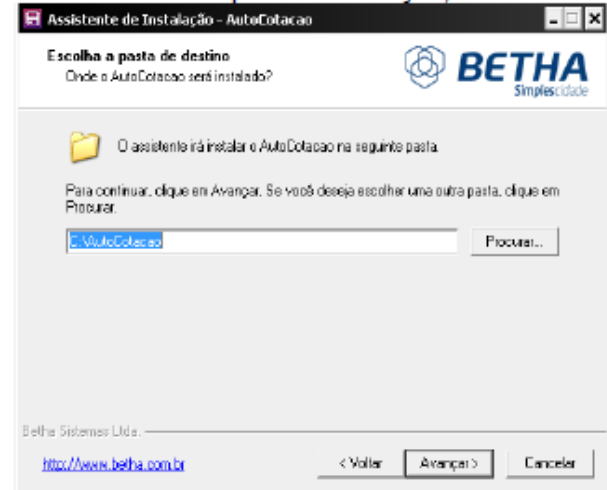 Assistente de Instalação - AutoCotacao
Escolha a pasta de destino
Onde o AutoCotacao será instalado?
BETHA
Simplescidade
O assistente irá instalar o AutoCotacao na seguinte pasta.
Para continuar, clique em Avançar. Se você deseja escolher uma outra pasta, clique em
Procurar.
C:\AutoCotacao
Procurar...
Betha Sistemas Ltda.
http://www.betha.com.br
< Voltar
Avançar >
Cancelar